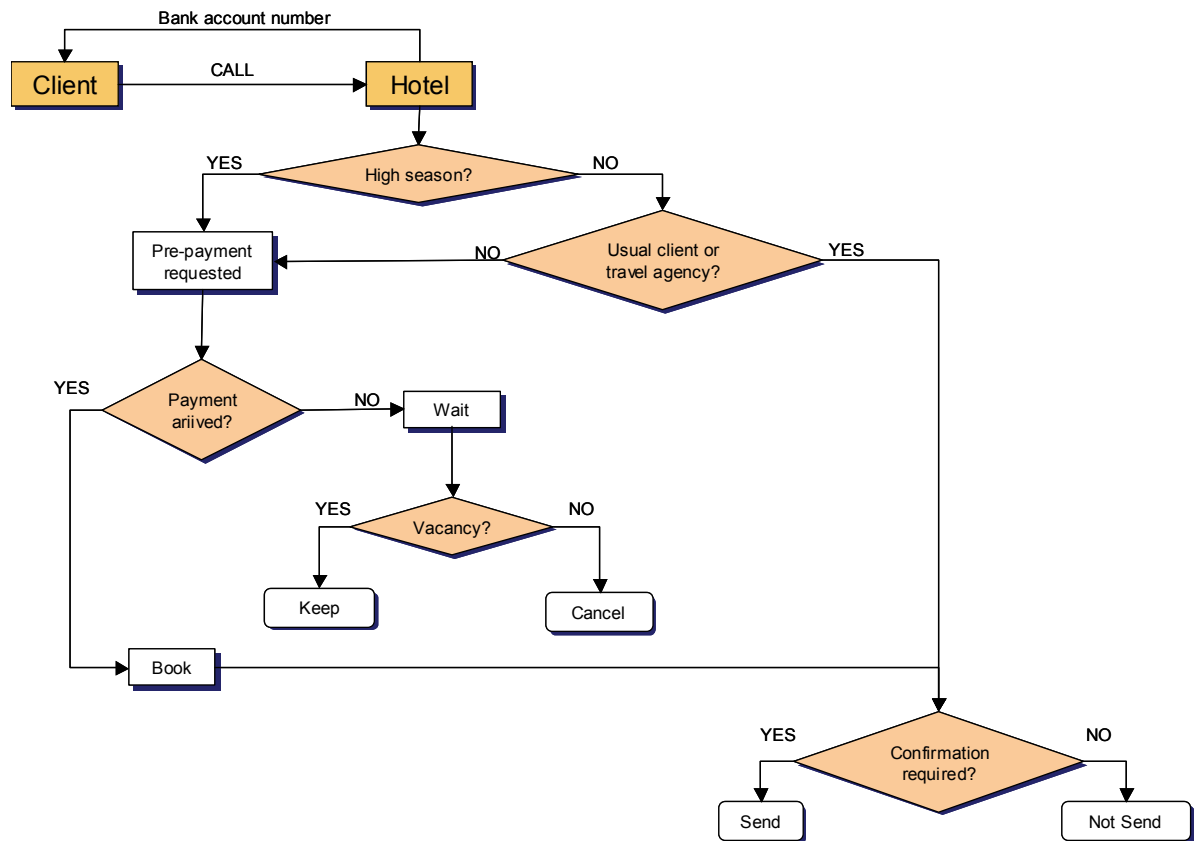 Bank account number
Client
CALL
Hotel
YES
NO
High season?
Pre-payment
requested
NO
Usual client or
travel agency?
YES
YES
Payment
ariived?
NO
Wait
YES
Vacancy?
NO
Keep
Cancel
Book
YES
Confirmation
required?
NO
Send
Not Send